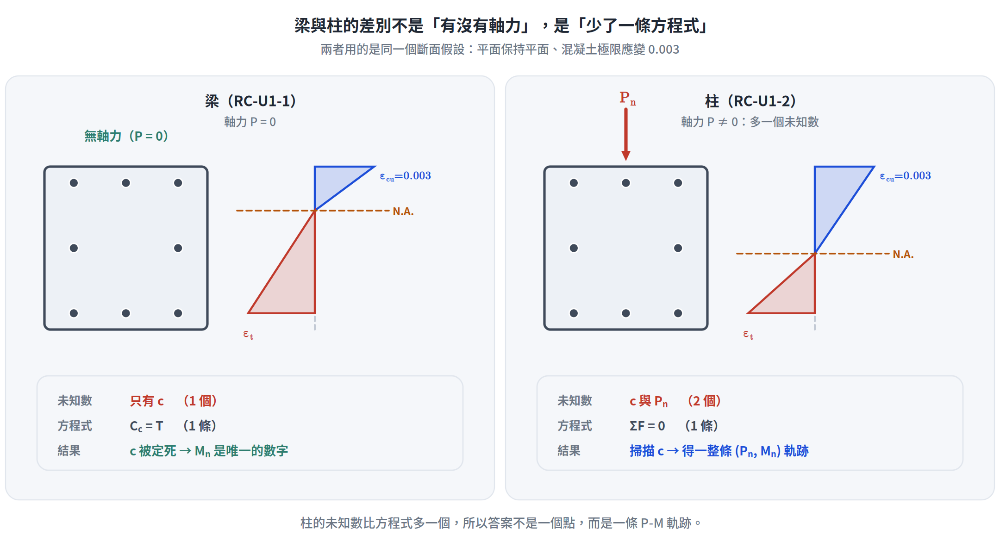 梁與柱的差別不是「有沒有軸力」，是「少了一條方程式」
兩者用的是同一個斷面假設：平面保持平面、混凝土極限應變 0.003
梁（RC-U1-1）
軸力 P = 0
無軸力（P = 0）
εcu=0.003
N.A.
εt
未知數 只有 c （1 個）
方程式 Cc = T （1 條）
結果 c 被定死 → Mn 是唯一的數字
Pn
柱（RC-U1-2）
軸力 P ≠ 0：多一個未知數
εcu=0.003
N.A.
εt
未知數 c 與 Pn （2 個）
方程式 ΣF = 0 （1 條）
結果 掃描 c → 得一整條 (Pn, Mn) 軌跡
柱的未知數比方程式多一個，所以答案不是一個點，而是一條 P-M 軌跡。